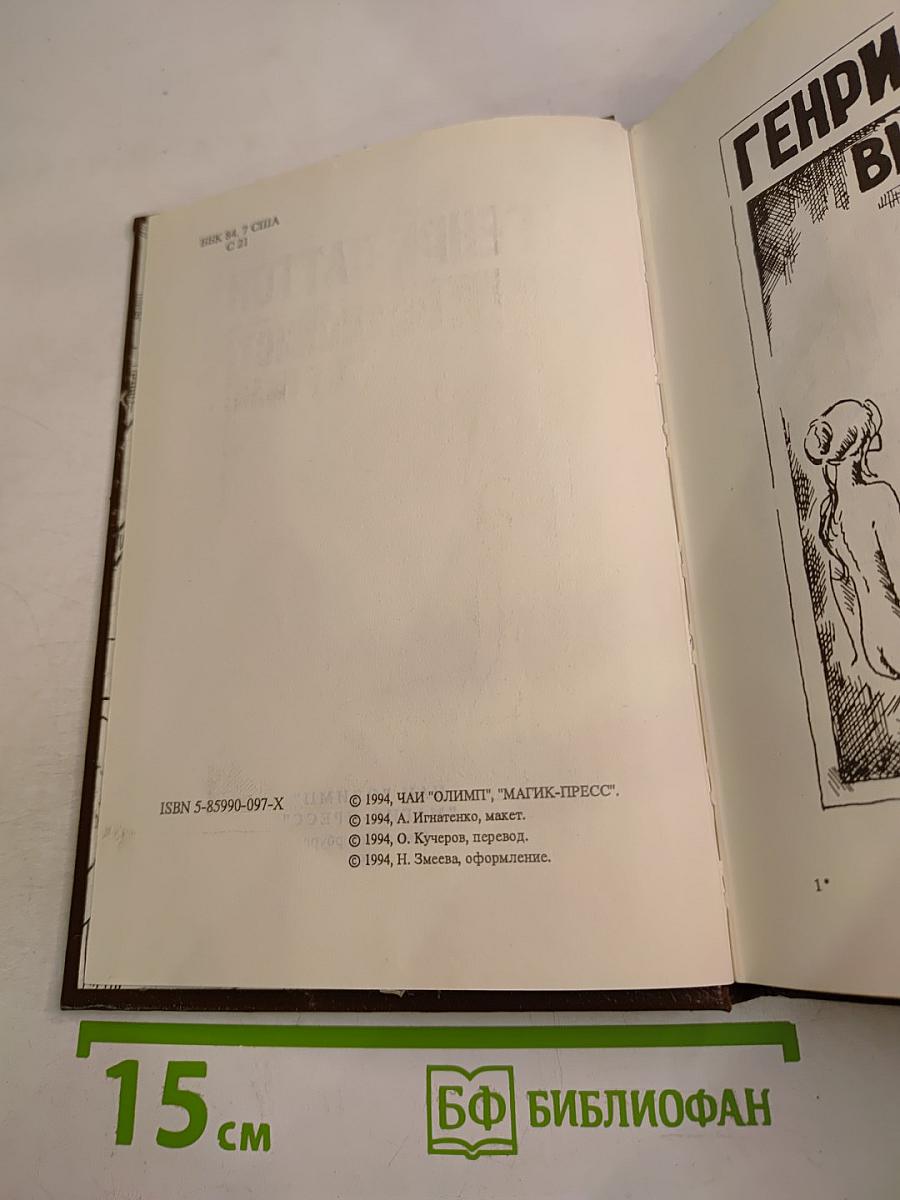 ББК 84. 7 США
С 21
ISBN 5-85990-097-X
© 1994, ЧАИ "ОЛИМП", "МАГИК-ПРЕСС".
© 1994, А. Игнатенко, макет.
© 1994, О. Кучеров, перевод.
© 1994, Н. Змеева, оформление.
ГЕНРИ
1*
15 см
БФ БИБЛИОФАН